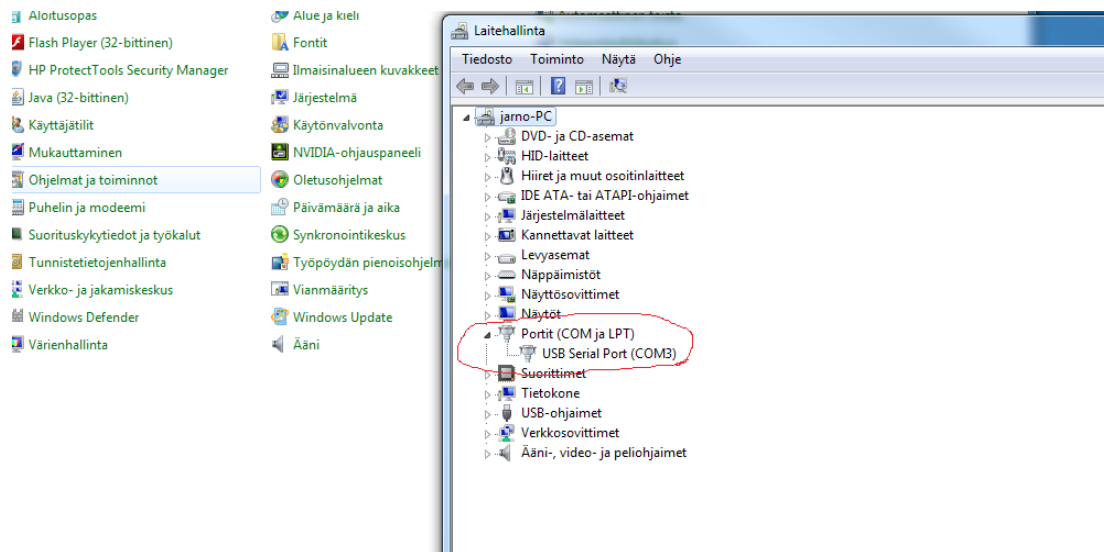 Aloitusopas
Flash Player (32-bittinen)
HP ProtectTools Security Manager
Java (32-bittinen)
Käyttäjätilit
Mukauttaminen
Ohjelmat ja toiminnot
Puhelin ja modeemi
Suorituskykytiedot ja työkalut
Tunnistetietojenhallinta
Verkko- ja jakamiskeskus
Windows Defender
Värienhallinta
Alue ja kieli
Fontit
Ilmaisinalueen kuvakkeet
Järjestelmä
Käytönvalvonta
NVIDIA-ohjauspaneeli
Oletusohjelmat
Päivämäärä ja aika
Synkronointikeskus
Työpöydän pienoisohjelm
Vianmääritys
Windows Update
Ääni
Automaattinen toisto
Laitehallinta
Tiedosto Toiminto Näytä Ohje
jarno-PC
DVD- ja CD-asemat
HID-laitteet
Hiiret ja muut osoitinlaitteet
IDE ATA- tai ATAPI-ohjaimet
Järjestelmälaitteet
Kannettavat laitteet
Levyasemat
Näppäimistöt
Näyttösovittimet
Näytöt
Portit (COM ja LPT)
USB Serial Port (COM3)
Suorittimet
Tietokone
USB-ohjaimet
Verkkosovittimet
Ääni-, video- ja peliohjaimet